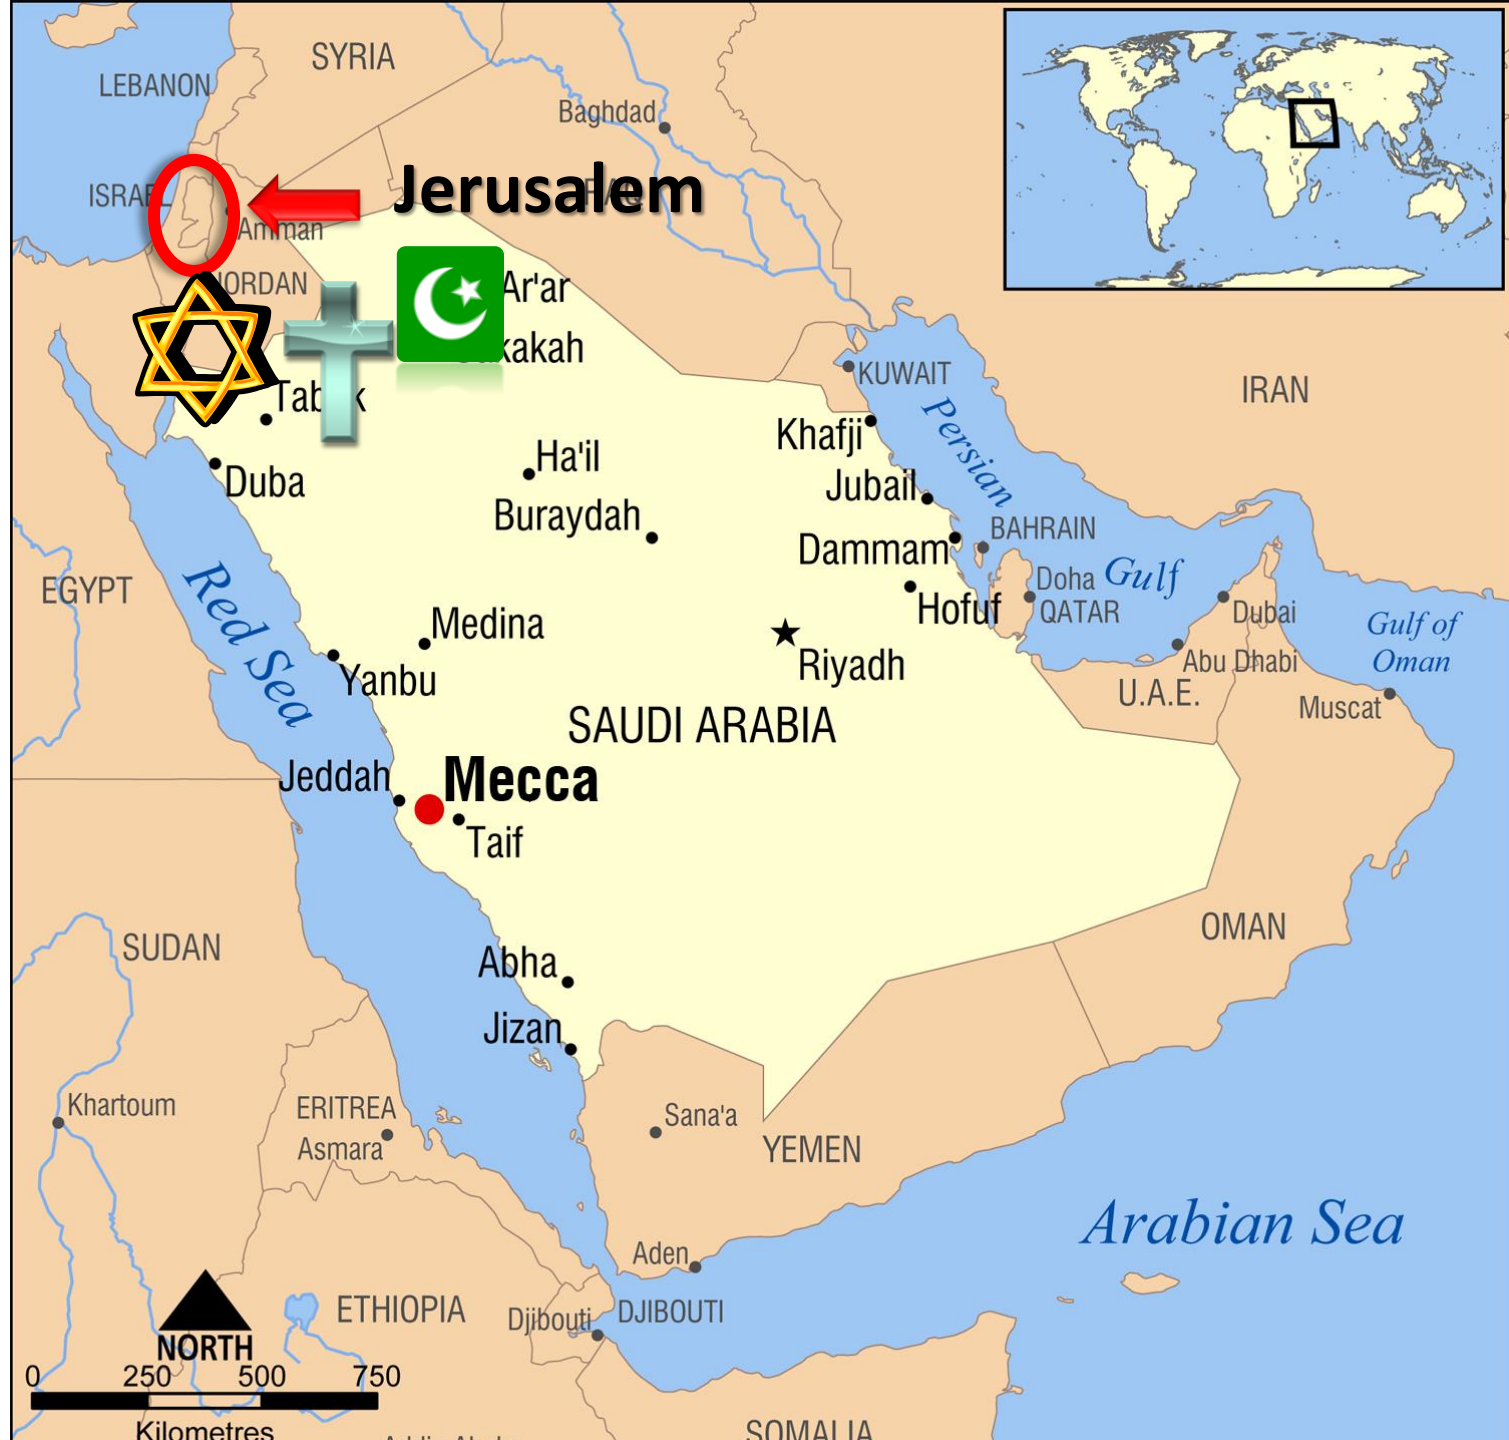 SYRIA
LEBANON
Baghdad
Jerusalem
ISRAEL
Amman
JORDAN
Ar'ar
KUWAIT
IRAN
Khafji
Persian
Ha'il
Duba
Jubail
Buraydah
BAHRAIN
Dammam
Doha
Gulf
EGYPT
Red Sea
Hofuf
QATAR
Dubai
Gulf of
Oman
Medina
Riyadh
Abu Dhabi
Yanbu
U.A.E.
Muscat
SAUDI ARABIA
Jeddah
Mecca
Taif
OMAN
SUDAN
Abha
Jizan
Khartoum
ERITREA
Asmara
Sana'a
YEMEN
Arabian Sea
Aden
ETHIOPIA
Djibouti
DJIBOUTI
NORTH
0 250 500 750
Kilometres
SOMALIA